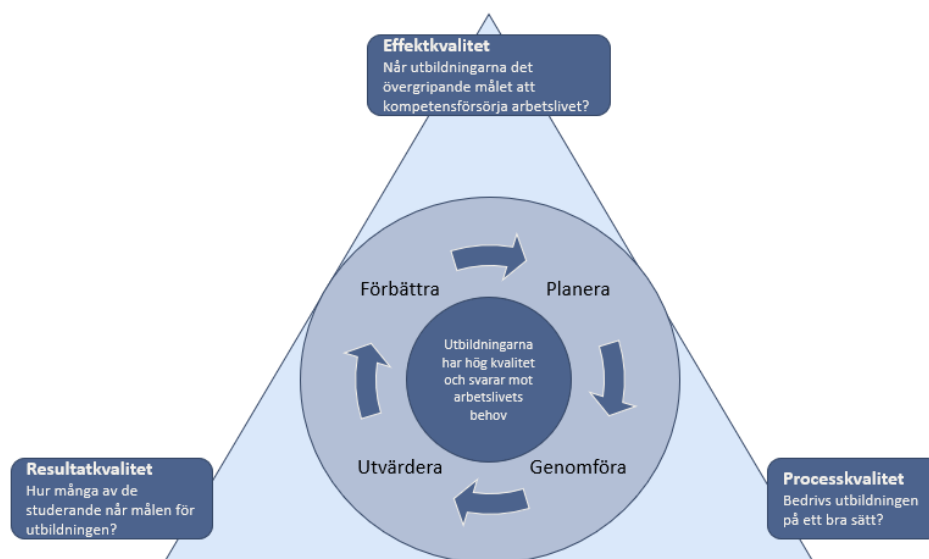 Effektkvalitet
Når utbildningarna det
övergripande målet att
kompetensförsörja arbetslivet?
Förbättra
Planera
Utbildningarna
har hög kvalitet
och svarar mot
arbetslivets
behov
Utvärdera
Genomföra
Resultatkvalitet
Hur många av de
studerande når målen för
utbildningen?
Processkvalitet
Bedrivs utbildningen
på ett bra sätt?